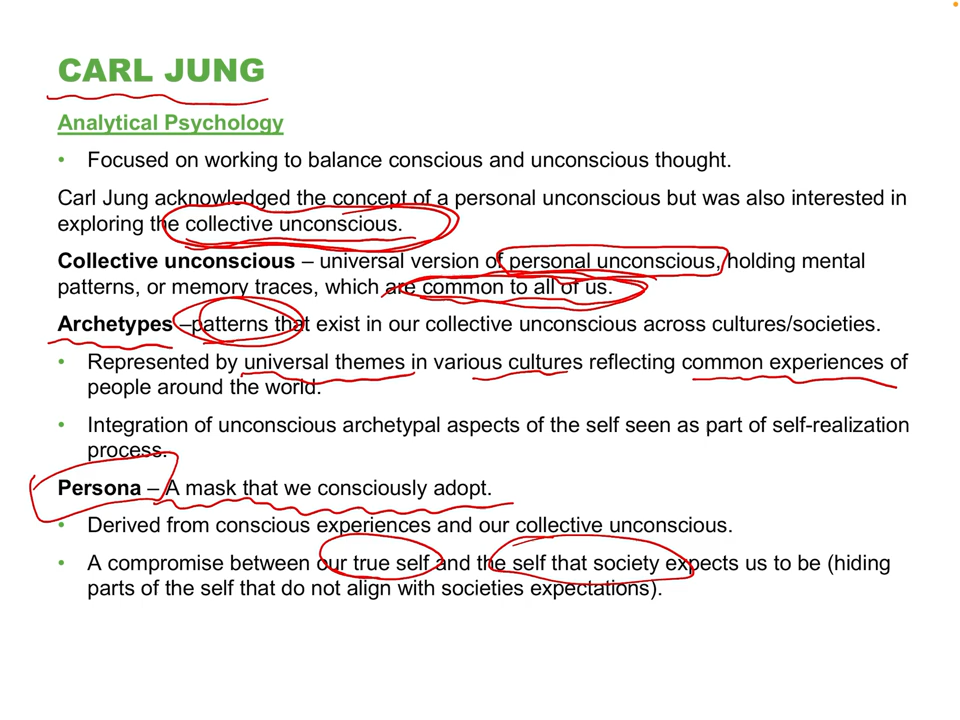 CARL JUNG
Analytical Psychology
• Focused on working to balance conscious and unconscious thought.
Carl Jung acknowledged the concept of a personal unconscious but was also interested in
exploring the collective unconscious.
Collective unconscious – universal version of personal unconscious, holding mental
patterns, or memory traces, which are common to all of us.
Archetypes –patterns that exist in our collective unconscious across cultures/societies.
• Represented by universal themes in various cultures reflecting common experiences of
people around the world.
• Integration of unconscious archetypal aspects of the self seen as part of self-realization
process.
Persona – A mask that we consciously adopt.
• Derived from conscious experiences and our collective unconscious.
• A compromise between our true self and the self that society expects us to be (hiding
parts of the self that do not align with societies expectations).